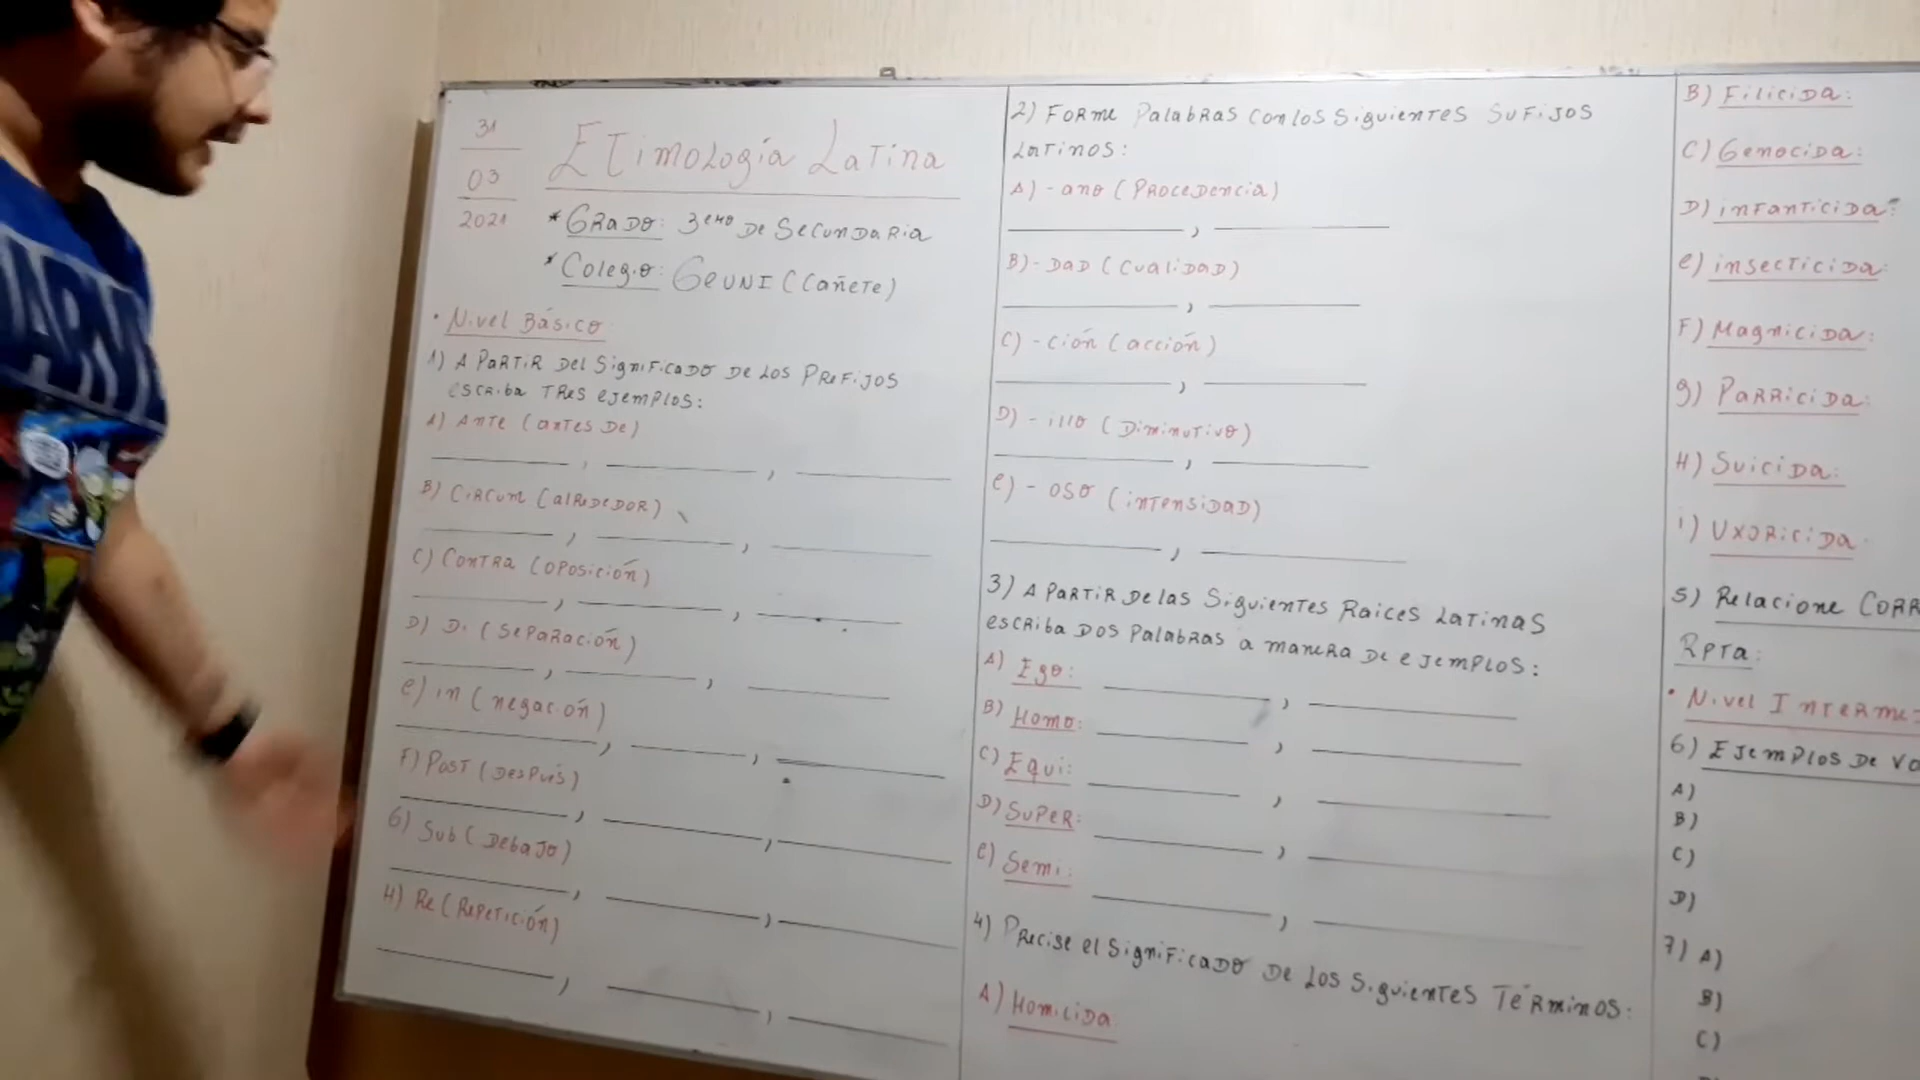 31
03
2021
Etimología Latina
* Grado: 3ero de Secundaria
* Colegio: GEUNI (Cañete)
• Nivel Básico
1) A partir del significado de los prefijos
escriba tres ejemplos:
A) Ante (antes de)
B) Circum (alrededor)
C) Contra (oposición)
D) Di (separación)
e) in (negación)
F) Post (después)
G) Sub (debajo)
H) Re (repetición)
2) Forme palabras con los siguientes sufijos
latinos:
A) -ano (procedencia)
B) -dad (cualidad)
C) -ción (acción)
D) -illo (diminutivo)
e) -oso (intensidad)
3) A partir de las siguientes raices latinas
escriba dos palabras a manera de ejemplos:
A) Ego:
B) Homo:
C) Equi:
D) Super:
e) Semi:
4) Precise el significado de los siguientes términos:
A) Homicida
B) Filicida:
C) Genocida:
D) infanticida:
e) insecticida:
F) Magnicida:
g) Parricida:
H) Suicida:
i) Uxoricida
5) Relacione Corr
Rpta:
• Nivel Interme
6) Ejemplos de vo
A)
B)
C)
D)
7) A)
B)
C)